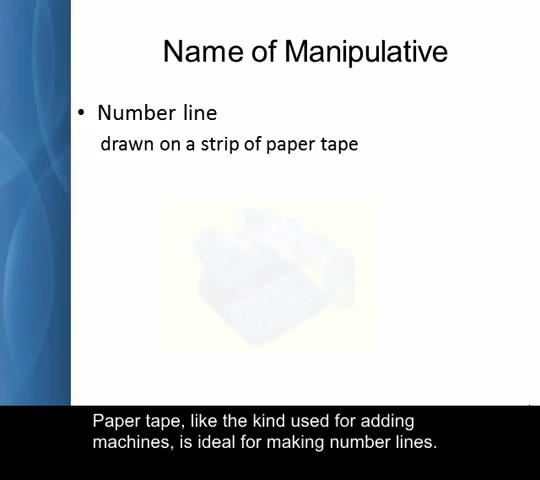 Name of Manipulative
• Number line
drawn on a strip of paper tape
Paper tape, like the kind used for adding
machines, is ideal for making number lines.